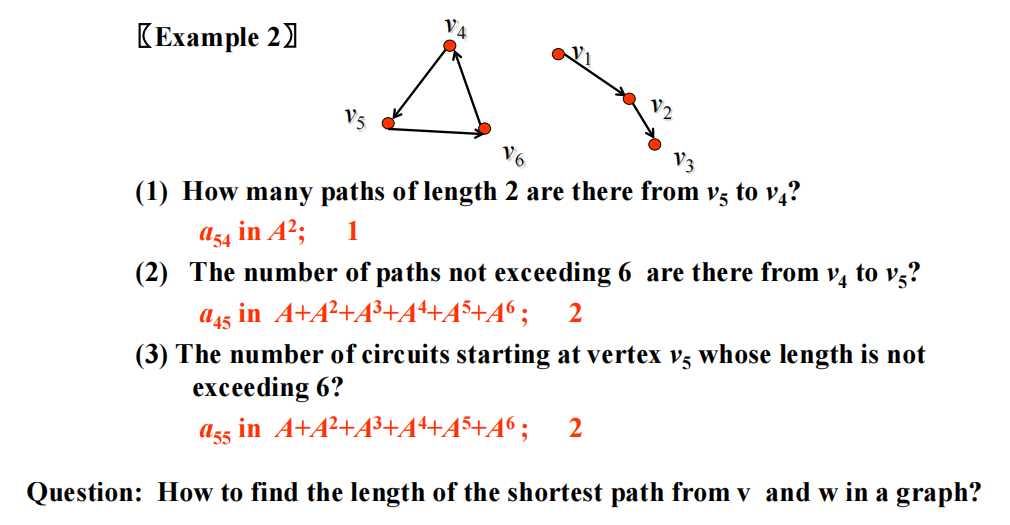 〖Example 2〗
v₄
v₁
v₂
v₅
v₆
v₃
(1) How many paths of length 2 are there from v₅ to v₄?
a₅₄ in A²; 1
(2) The number of paths not exceeding 6 are there from v₄ to v₅?
a₄₅ in A+A²+A³+A⁴+A⁵+A⁶; 2
(3) The number of circuits starting at vertex v₅ whose length is not
exceeding 6?
a₅₅ in A+A²+A³+A⁴+A⁵+A⁶; 2
Question: How to find the length of the shortest path from v and w in a graph?